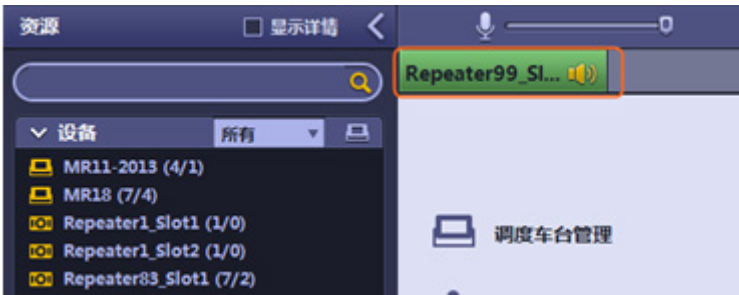 资源 显示详情
Repeater99_Sl...
设备 所有
MR11-2013 (4/1)
MR18 (7/4)
Repeater1_Slot1 (1/0)
Repeater1_Slot2 (1/0)
Repeater83_Slot1 (7/2)
调度车台管理